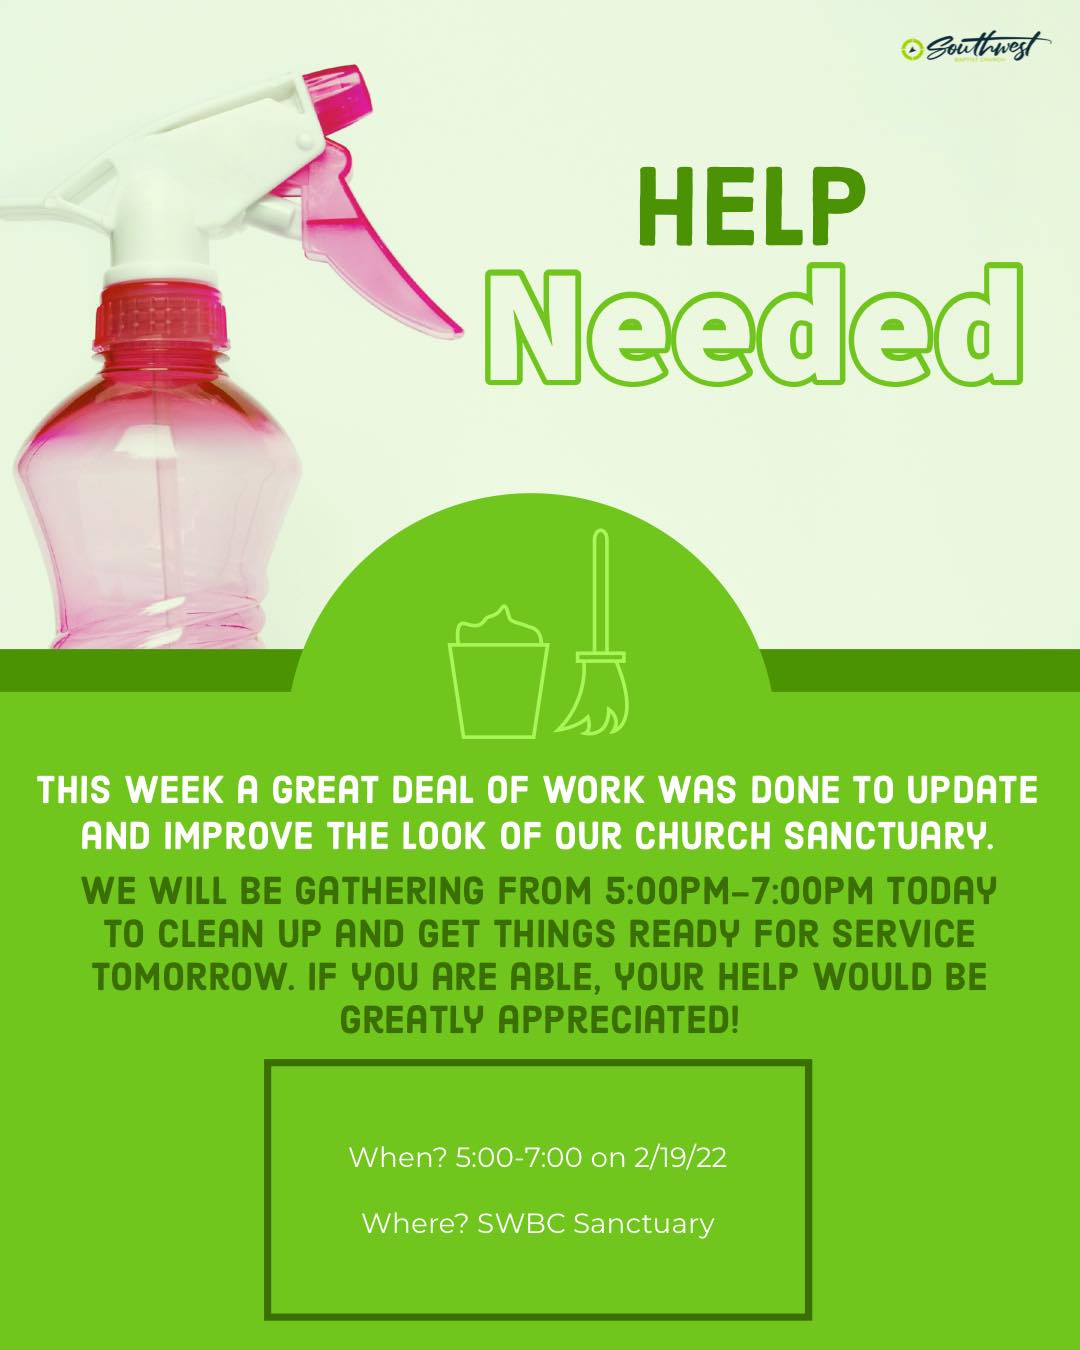 Southwest
BAPTIST CHURCH
HELP
Needed
THIS WEEK A GREAT DEAL OF WORK WAS DONE TO UPDATE
AND IMPROVE THE LOOK OF OUR CHURCH SANCTUARY.
WE WILL BE GATHERING FROM 5:00PM-7:00PM TODAY
TO CLEAN UP AND GET THINGS READY FOR SERVICE
TOMORROW. IF YOU ARE ABLE, YOUR HELP WOULD BE
GREATLY APPRECIATED!
When? 5:00-7:00 on 2/19/22
Where? SWBC Sanctuary